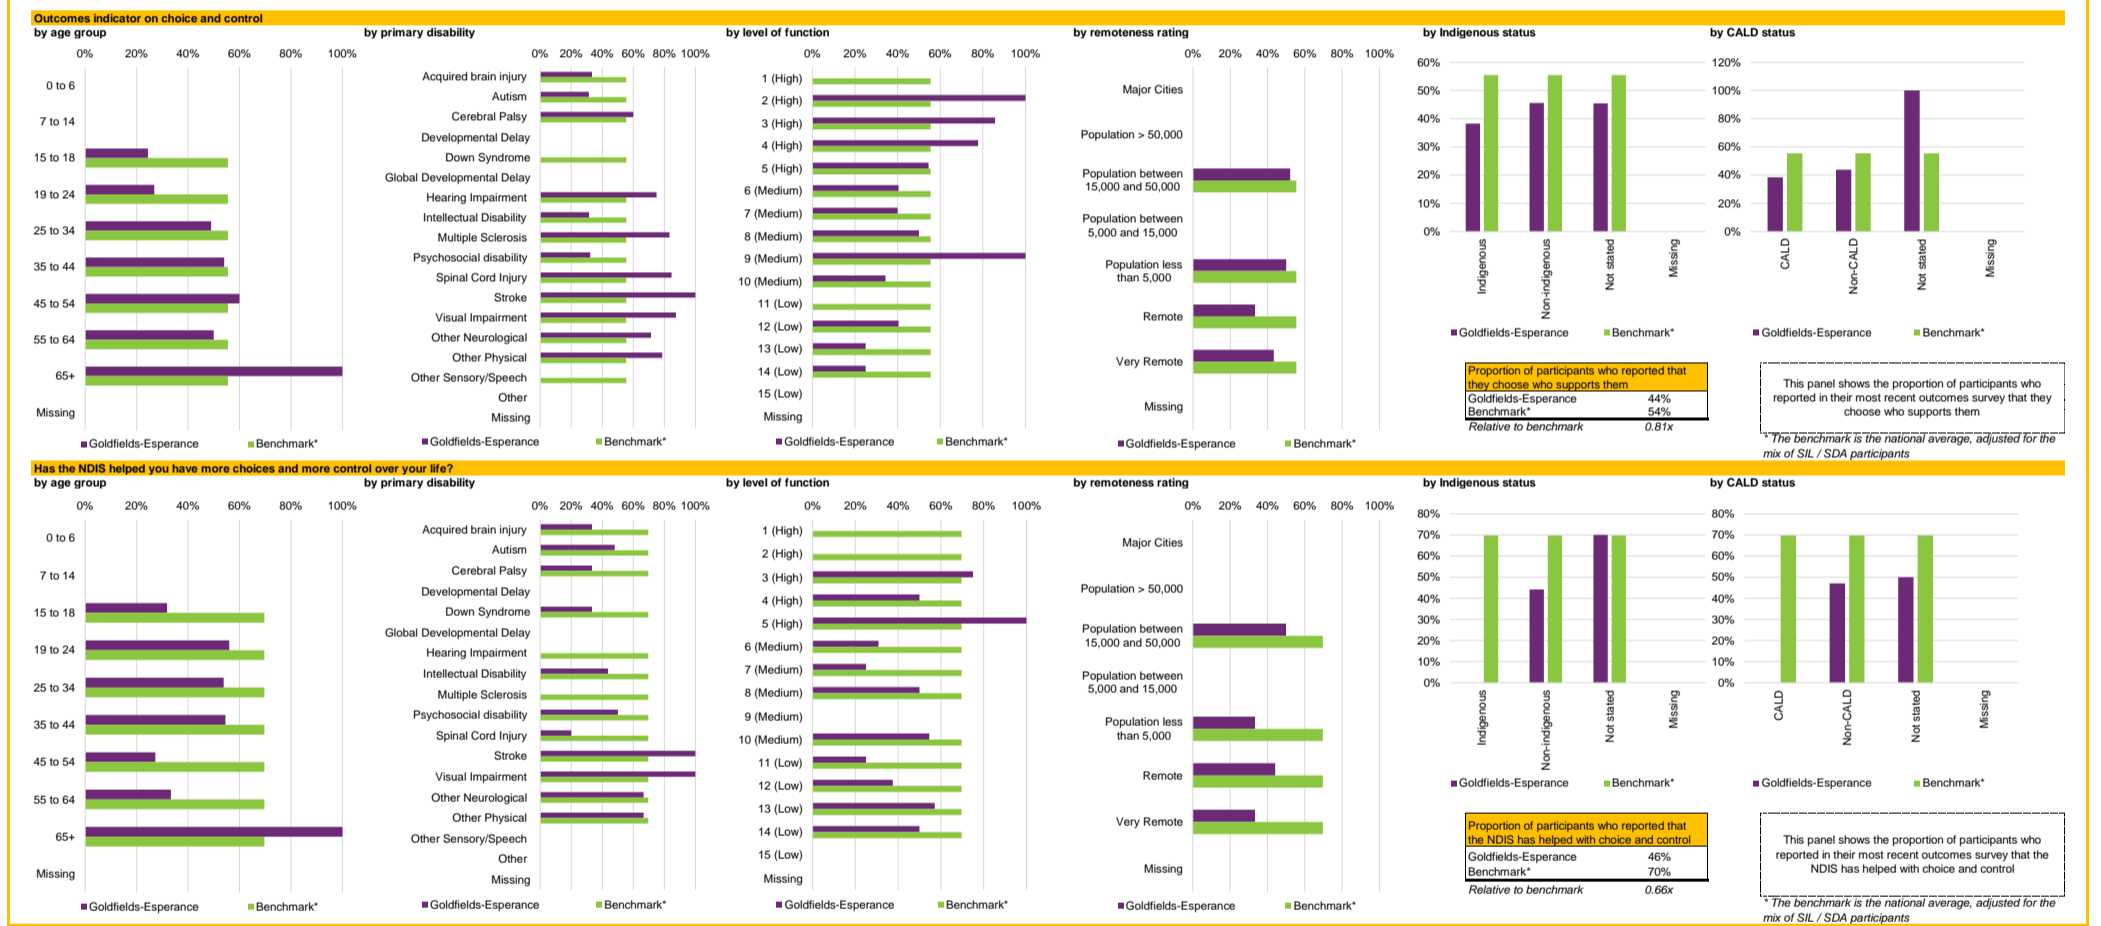 Outcomes indicator on choice and control
by age group
0% 20% 40% 60% 80% 100%
0 to 6
7 to 14
15 to 18
19 to 24
25 to 34
35 to 44
45 to 54
55 to 64
65+
Missing
Goldfields-Esperance Benchmark*
by primary disability
0% 20% 40% 60% 80% 100%
Acquired brain injury
Autism
Cerebral Palsy
Developmental Delay
Down Syndrome
Global Developmental Delay
Hearing Impairment
Intellectual Disability
Multiple Sclerosis
Psychosocial disability
Spinal Cord Injury
Stroke
Visual Impairment
Other Neurological
Other Physical
Other Sensory/Speech
Other
Missing
Goldfields-Esperance Benchmark*
by level of function
0% 20% 40% 60% 80% 100%
1 (High)
2 (High)
3 (High)
4 (High)
5 (High)
6 (Medium)
7 (Medium)
8 (Medium)
9 (Medium)
10 (Medium)
11 (Low)
12 (Low)
13 (Low)
14 (Low)
15 (Low)
Missing
Goldfields-Esperance Benchmark*
by remoteness rating
0% 20% 40% 60% 80% 100%
Major Cities
Population > 50,000
Population between
15,000 and 50,000
Population between
5,000 and 15,000
Population less
than 5,000
Remote
Very Remote
Missing
Goldfields-Esperance Benchmark*
by Indigenous status
60%
50%
40%
30%
20%
10%
0%
Indigenous
Non-indigenous
Not stated
Missing
Goldfields-Esperance Benchmark*
by CALD status
120%
100%
80%
60%
40%
20%
0%
CALD
Non-CALD
Not stated
Missing
Goldfields-Esperance Benchmark*
Proportion of participants who reported that
they choose who supports them
Goldfields-Esperance 44%
Benchmark* 54%
Relative to benchmark 0.81x
This panel shows the proportion of participants who
reported in their most recent outcomes survey that they
choose who supports them
* The benchmark is the national average, adjusted for the
mix of SIL / SDA participants
Has the NDIS helped you have more choices and more control over your life?
by age group
0% 20% 40% 60% 80% 100%
0 to 6
7 to 14
15 to 18
19 to 24
25 to 34
35 to 44
45 to 54
55 to 64
65+
Missing
Goldfields-Esperance Benchmark*
by primary disability
0% 20% 40% 60% 80% 100%
Acquired brain injury
Autism
Cerebral Palsy
Developmental Delay
Down Syndrome
Global Developmental Delay
Hearing Impairment
Intellectual Disability
Multiple Sclerosis
Psychosocial disability
Spinal Cord Injury
Stroke
Visual Impairment
Other Neurological
Other Physical
Other Sensory/Speech
Other
Missing
Goldfields-Esperance Benchmark*
by level of function
0% 20% 40% 60% 80% 100%
1 (High)
2 (High)
3 (High)
4 (High)
5 (High)
6 (Medium)
7 (Medium)
8 (Medium)
9 (Medium)
10 (Medium)
11 (Low)
12 (Low)
13 (Low)
14 (Low)
15 (Low)
Missing
Goldfields-Esperance Benchmark*
by remoteness rating
0% 20% 40% 60% 80% 100%
Major Cities
Population > 50,000
Population between
15,000 and 50,000
Population between
5,000 and 15,000
Population less
than 5,000
Remote
Very Remote
Missing
Goldfields-Esperance Benchmark*
by Indigenous status
80%
70%
60%
50%
40%
30%
20%
10%
0%
Indigenous
Non-indigenous
Not stated
Missing
Goldfields-Esperance Benchmark*
by CALD status
80%
70%
60%
50%
40%
30%
20%
10%
0%
CALD
Non-CALD
Not stated
Missing
Goldfields-Esperance Benchmark*
Proportion of participants who reported that
the NDIS has helped with choice and control
Goldfields-Esperance 46%
Benchmark* 70%
Relative to benchmark 0.66x
This panel shows the proportion of participants who
reported in their most recent outcomes survey that the
NDIS has helped with choice and control
* The benchmark is the national average, adjusted for the
mix of SIL / SDA participants